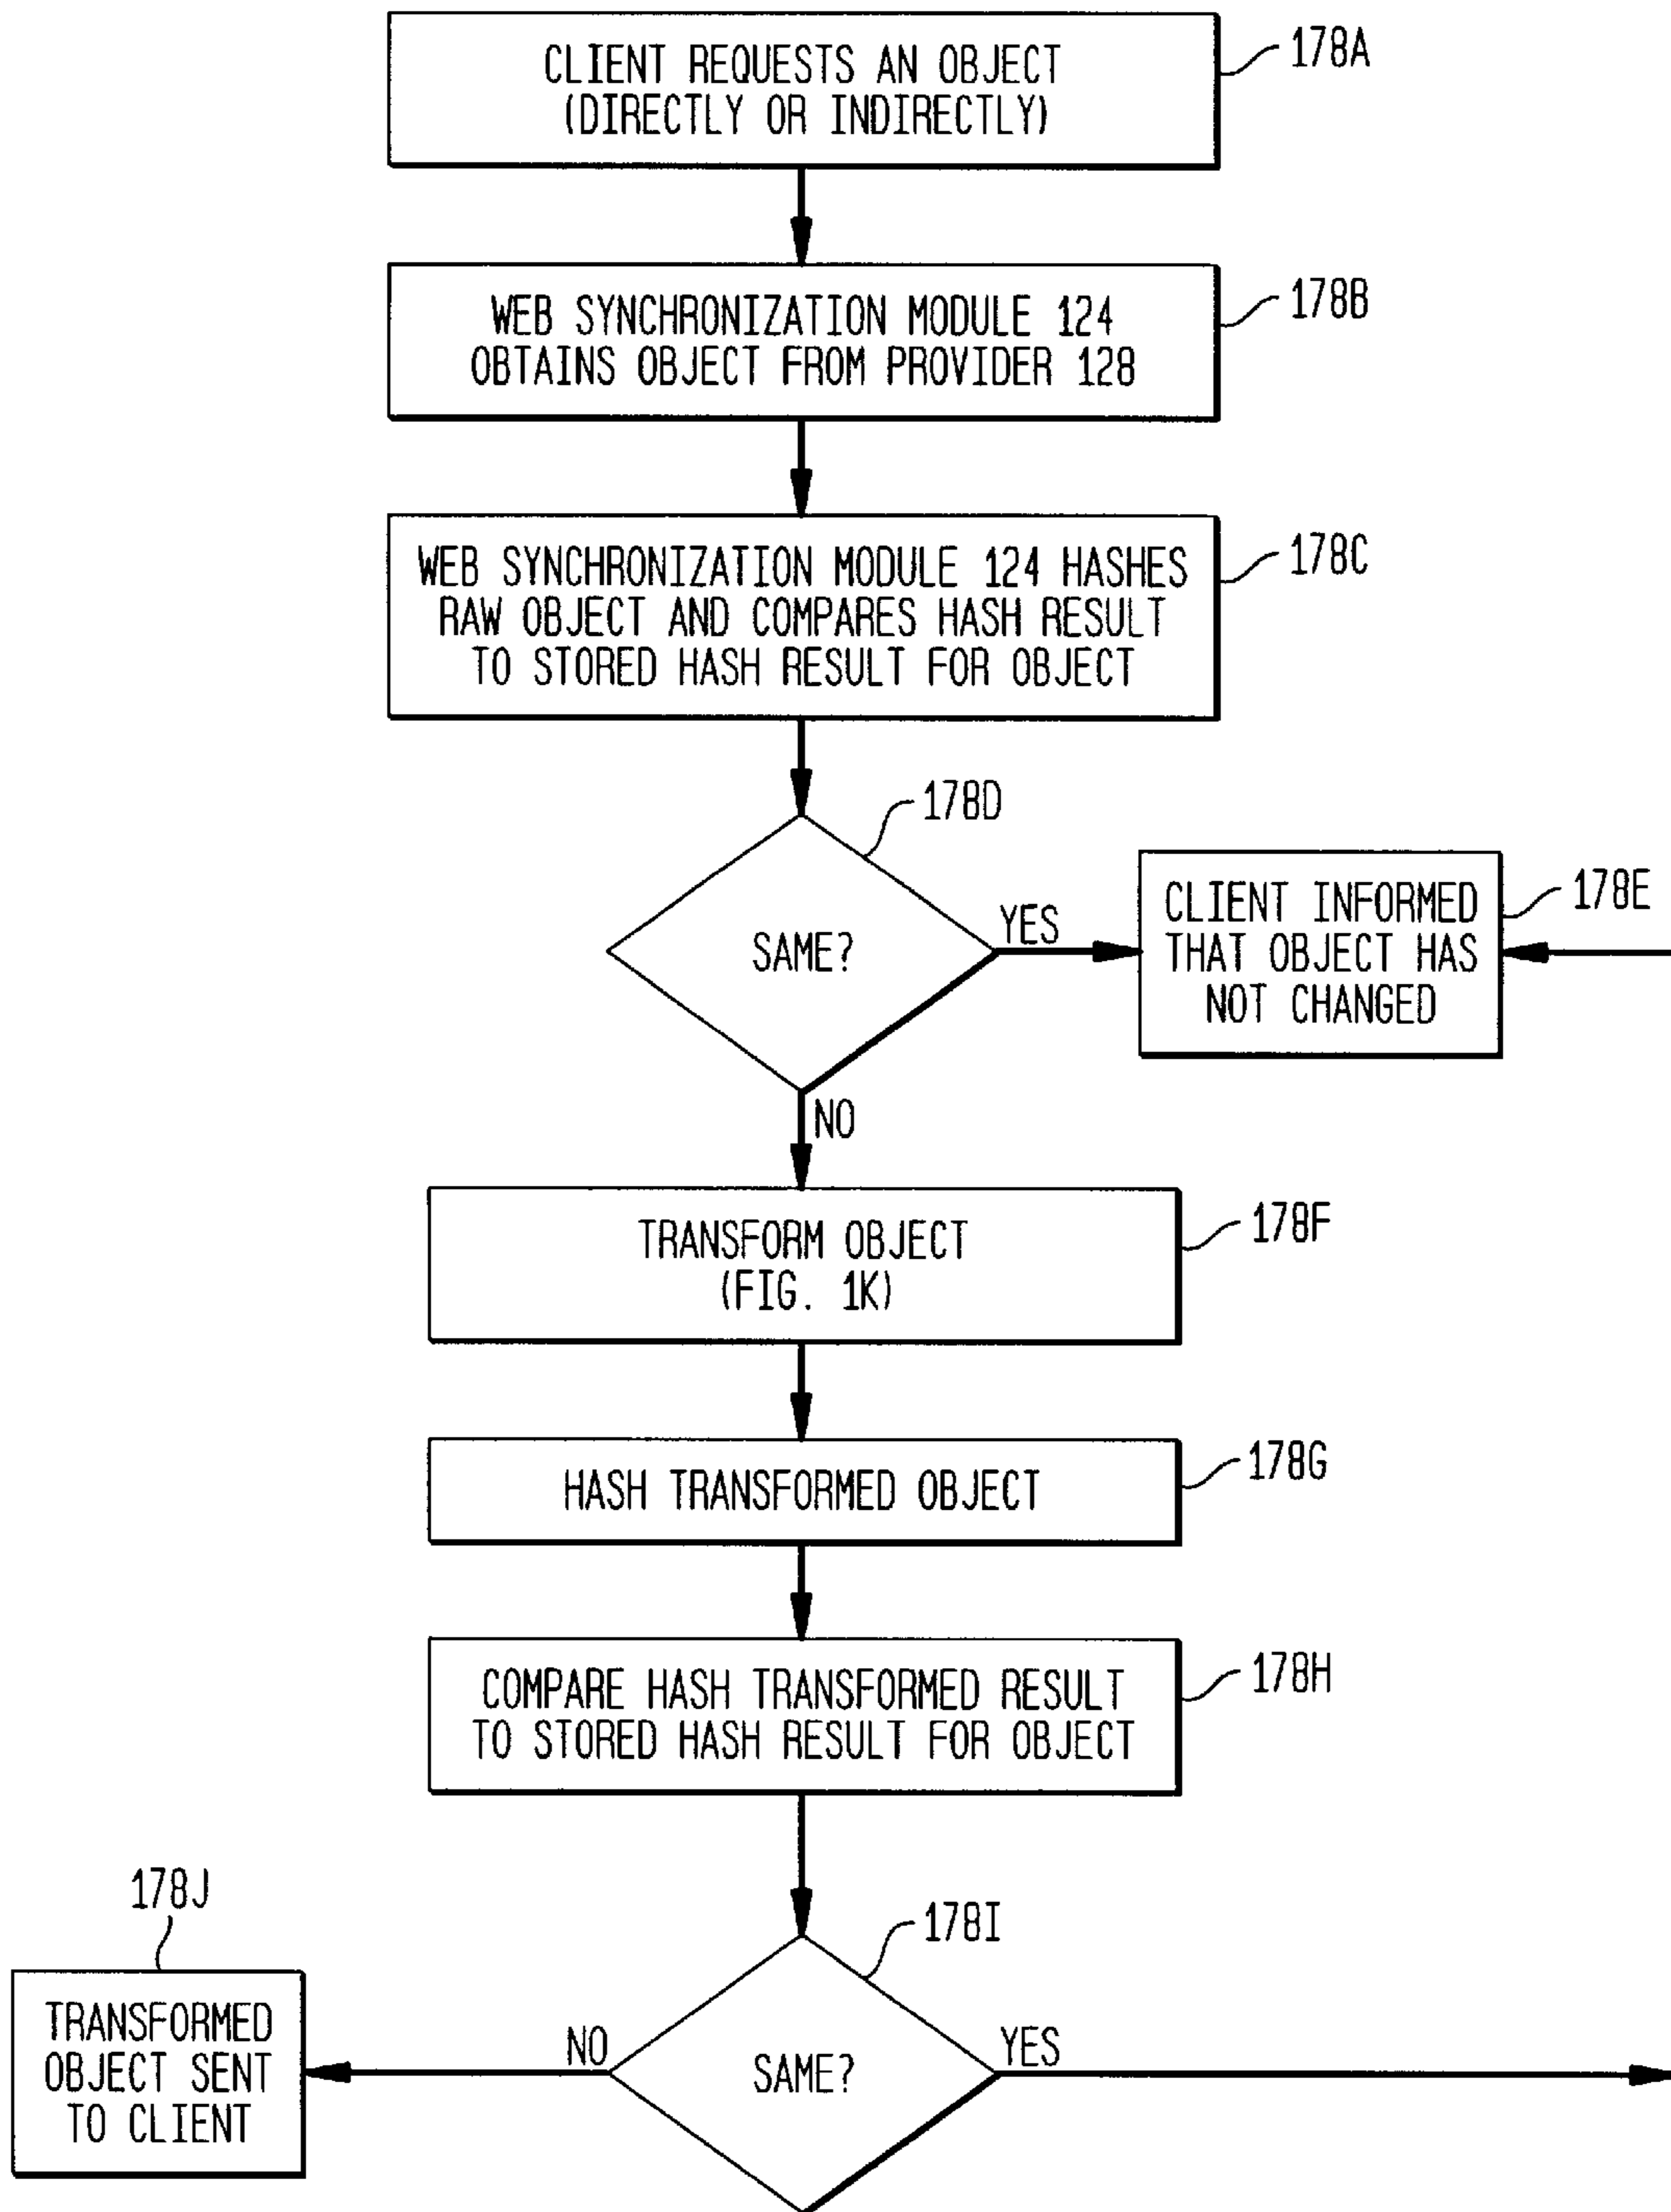 CLIENT REQUESTS AN OBJECT
(DIRECTLY OR INDIRECTLY)
178A
WEB SYNCHRONIZATION MODULE 124
OBTAINS OBJECT FROM PROVIDER 128
178B
WEB SYNCHRONIZATION MODULE 124 HASHES
RAW OBJECT AND COMPARES HASH RESULT
TO STORED HASH RESULT FOR OBJECT
178C
178D
SAME?
YES
CLIENT INFORMED
THAT OBJECT HAS
NOT CHANGED
178E
NO
TRANSFORM OBJECT
(FIG. 1K)
178F
HASH TRANSFORMED OBJECT
178G
COMPARE HASH TRANSFORMED RESULT
TO STORED HASH RESULT FOR OBJECT
178H
178I
SAME?
YES
NO
178J
TRANSFORMED
OBJECT SENT
TO CLIENT